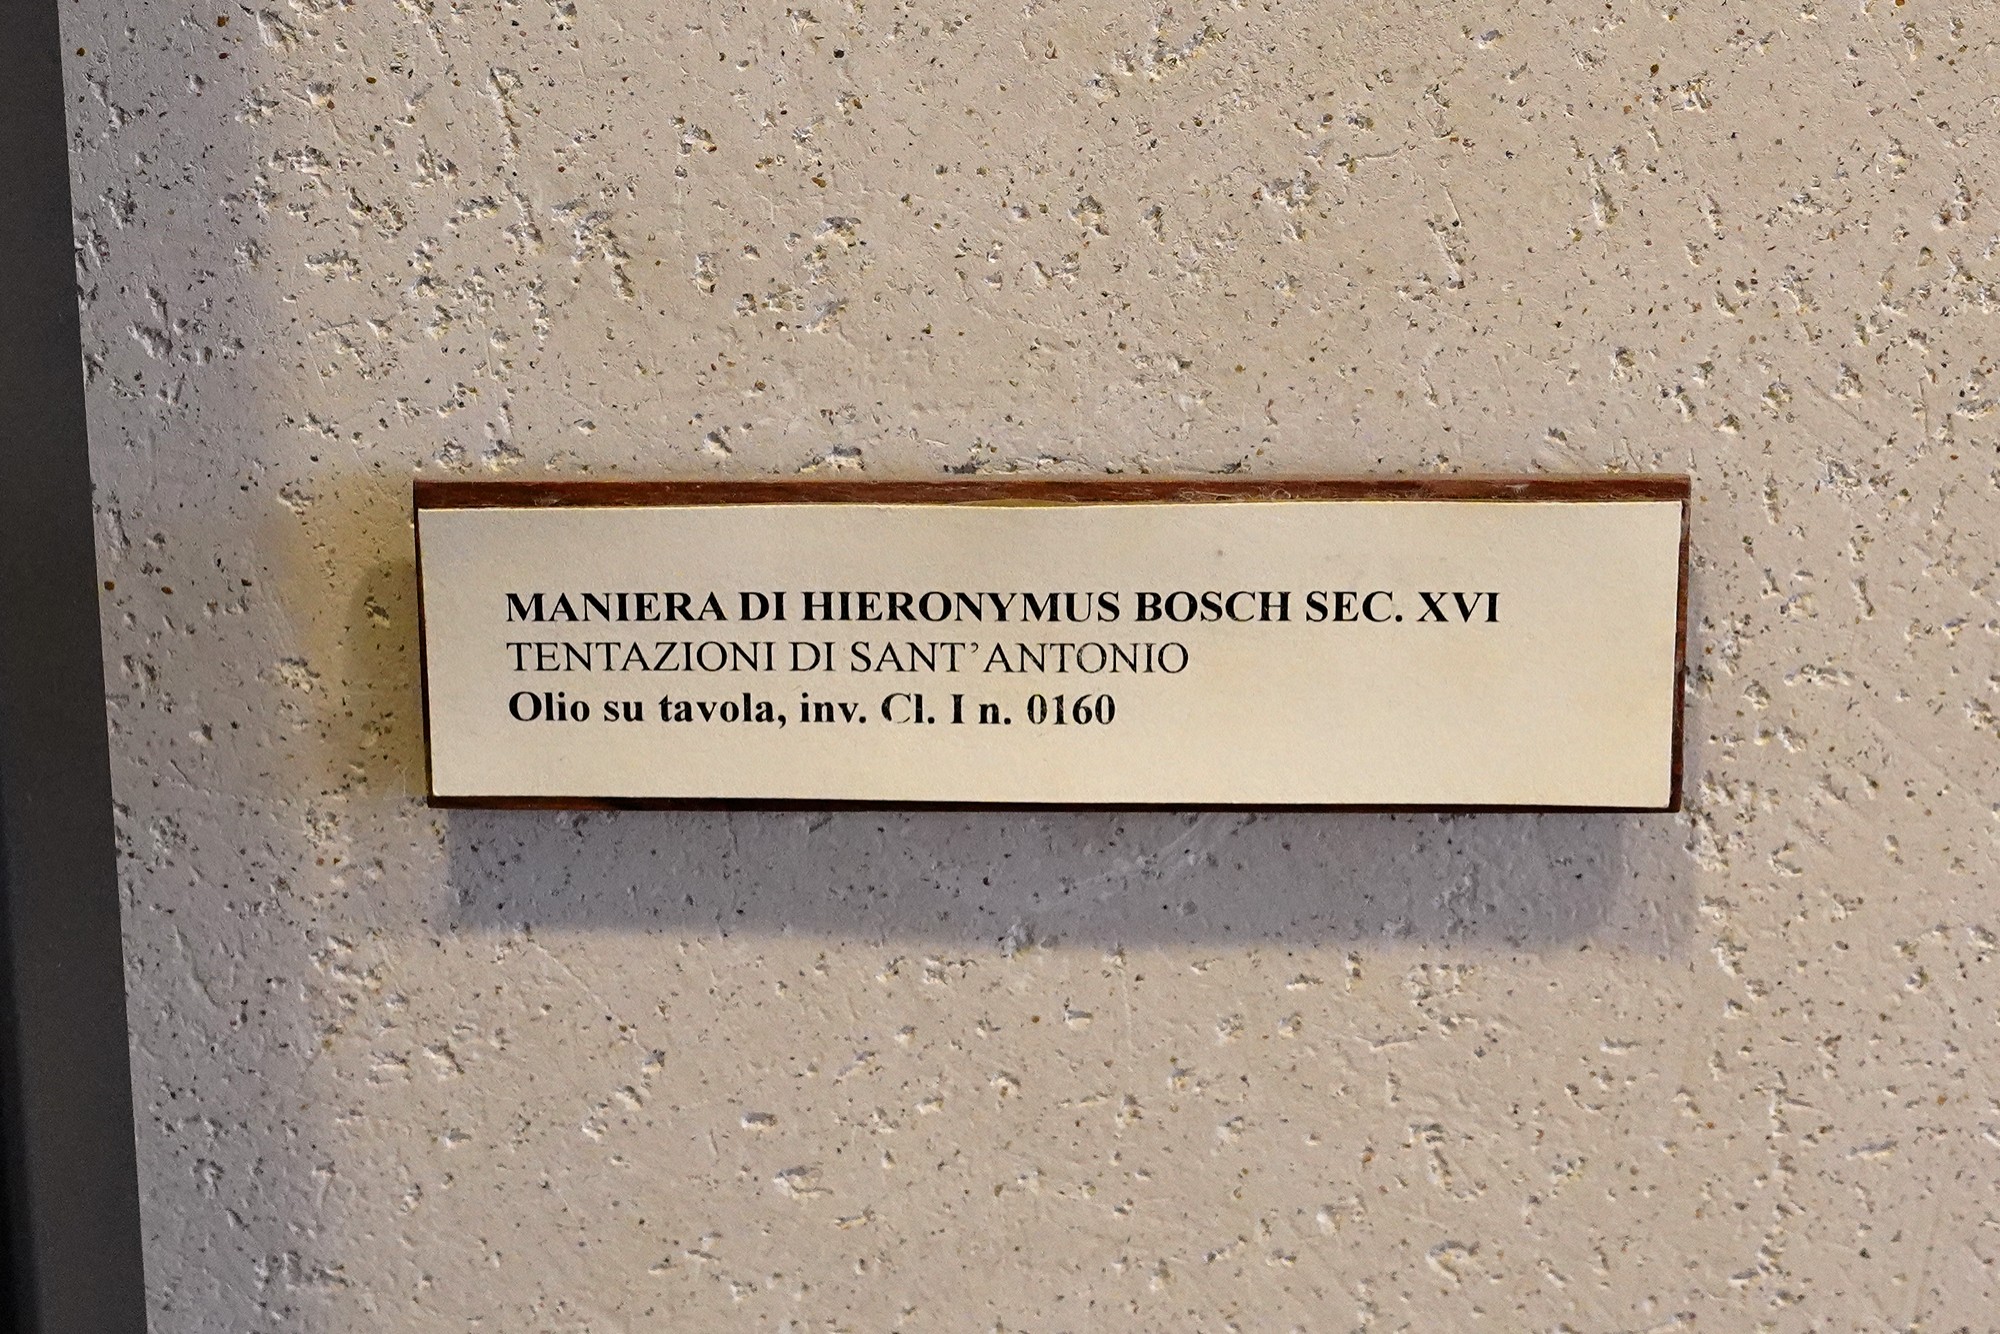 MANIERA DI HIERONYMUS BOSCH SEC. XVI
TENTAZIONI DI SANT'ANTONIO
Olio su tavola, inv. Cl. I n. 0160